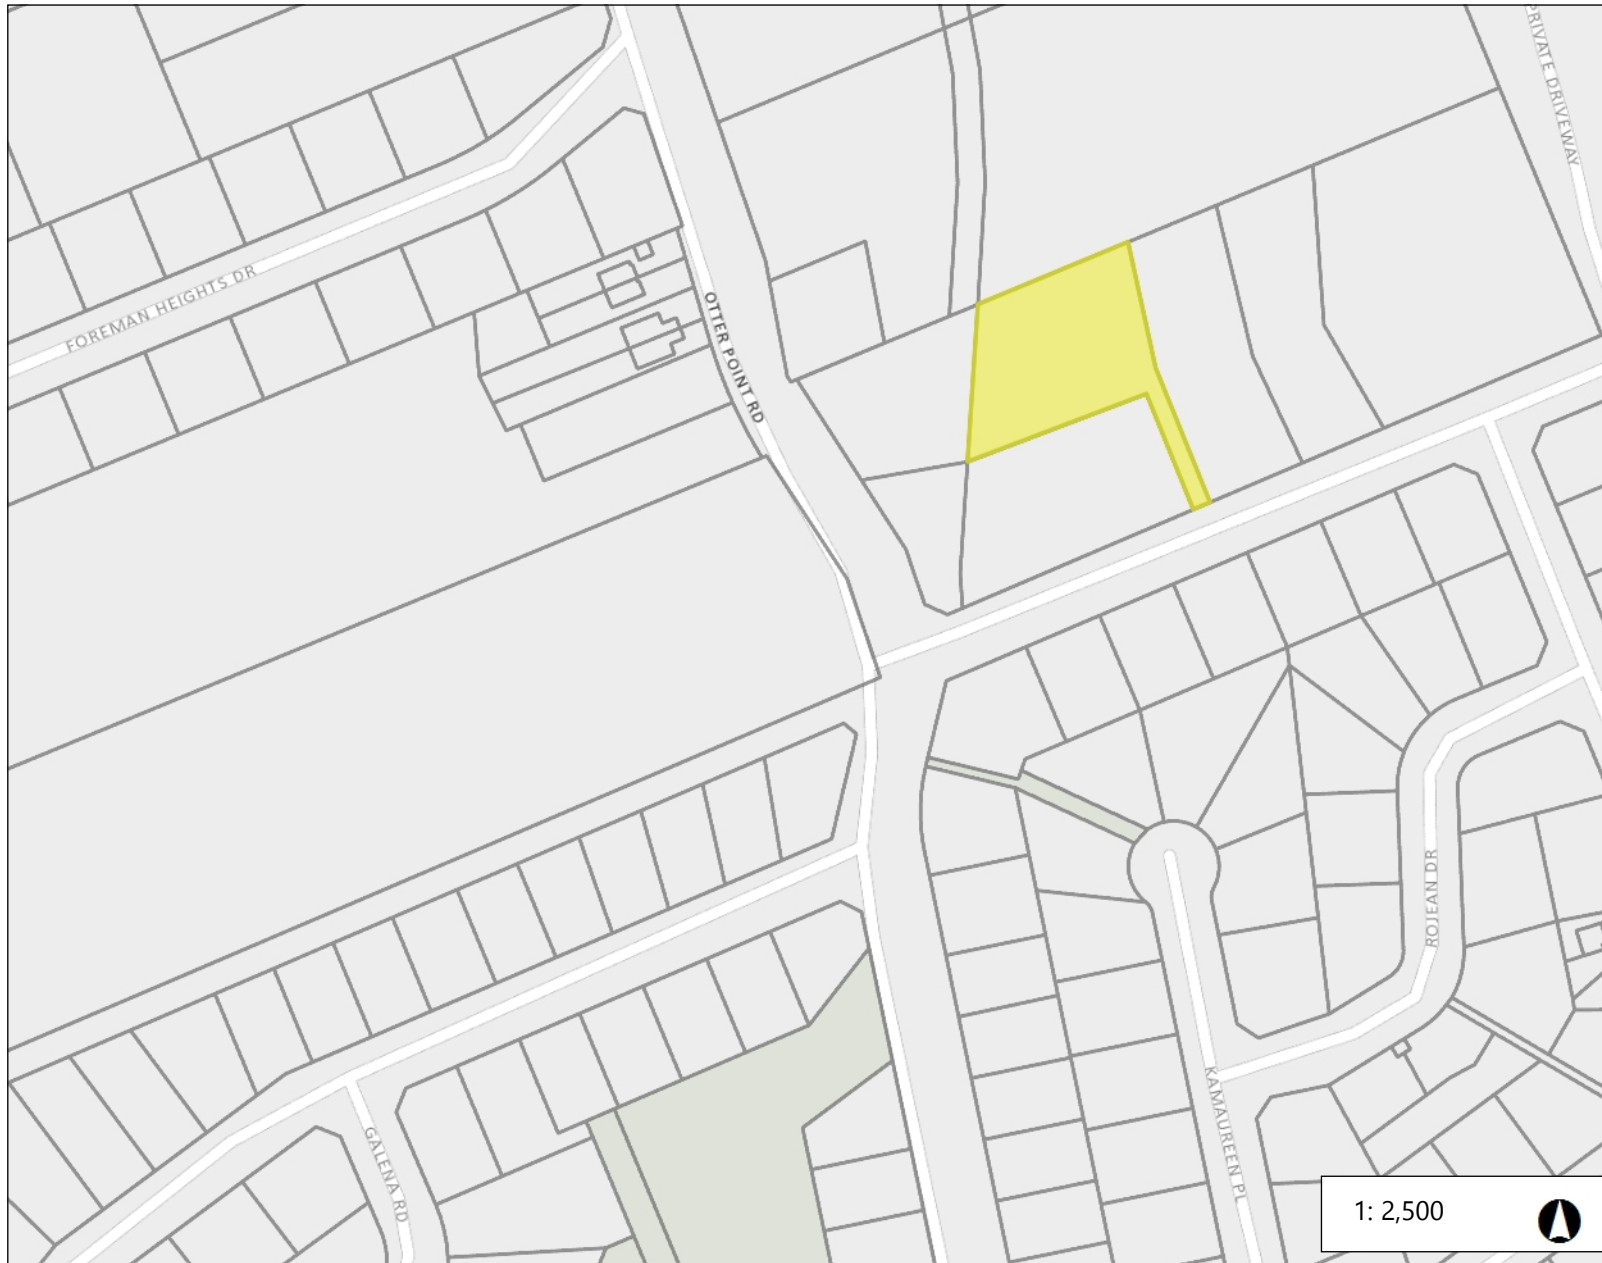 PRIVATE DRIVEWAY
FOREMAN HEIGHTS DR
OTTER POINT RD
ROJEAN DR
KAMAUREEN PL
GALENA RD
1: 2,500